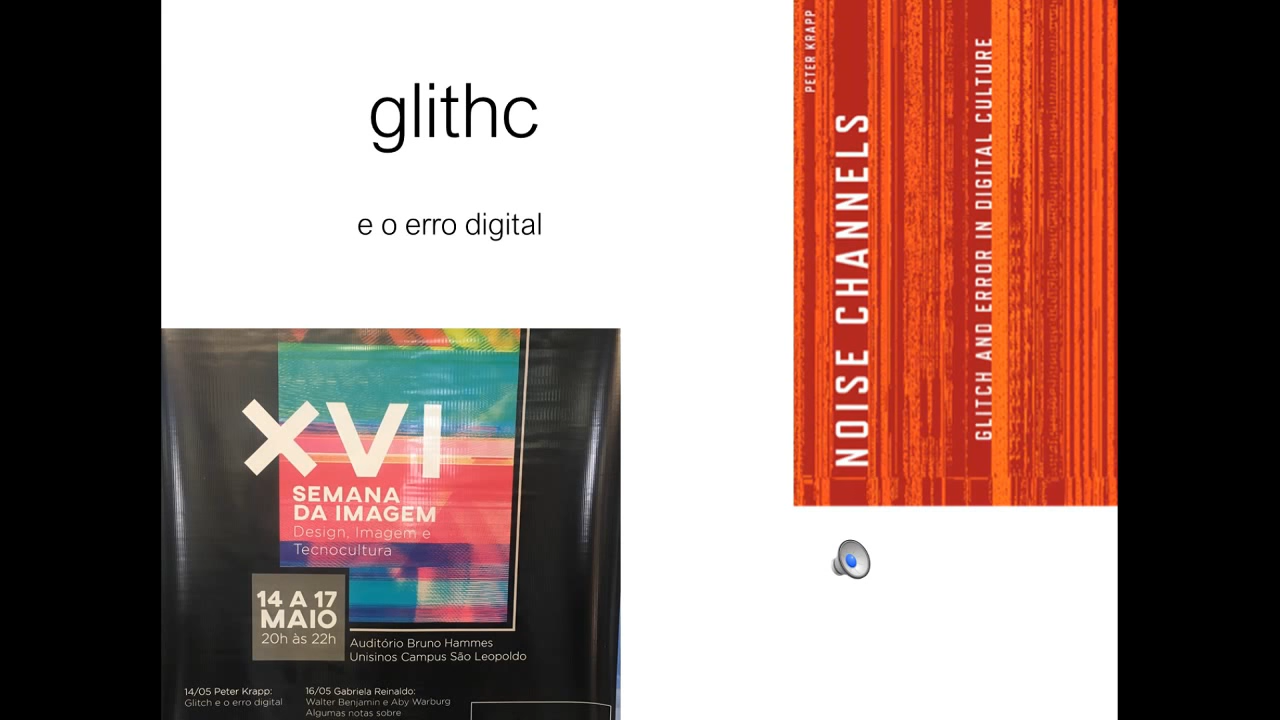 glithc
e o erro digital
PETER KRAPP
NOISE CHANNELS
GLITCH AND ERROR IN DIGITAL CULTURE
XVI
SEMANA
DA IMAGEM
Design, Imagem e
Tecnocultura
14 A 17
MAIO
20h às 22h
Auditório Bruno Hammes
Unisinos Campus São Leopoldo
14/05 Peter Krapp:
Glitch e o erro digital
16/05 Gabriela Reinaldo:
Walter Benjamin e Aby Warburg
Algumas notas sobre